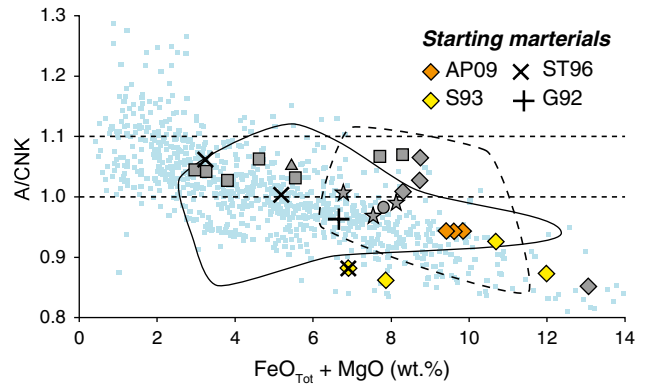 1.3
1.2
1.1
1.0
0.9
0.8
A/CNK
Starting marterials
AP09 ST96
S93 G92
0 2 4 6 8 10 12 14
FeO_Tot + MgO (wt.%)